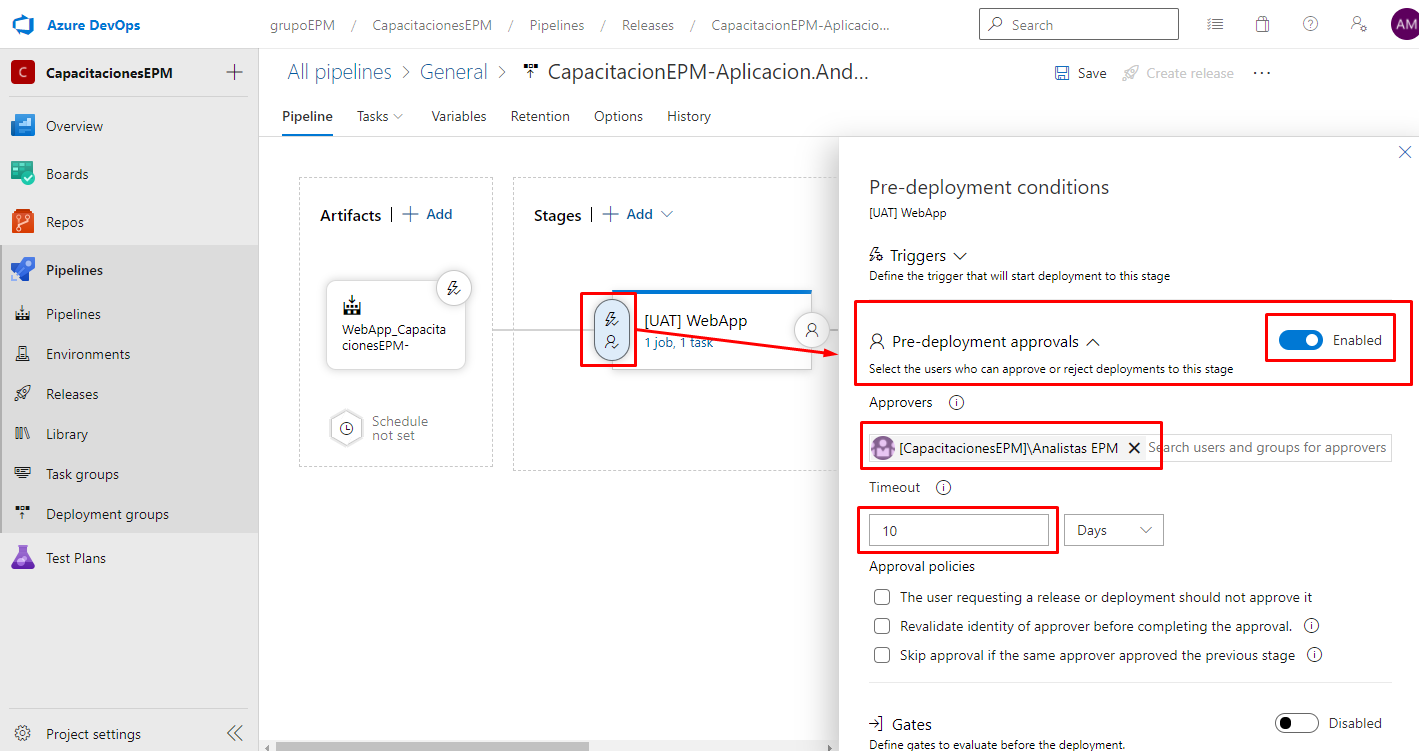 Azure DevOps
grupoEPM / CapacitacionesEPM / Pipelines / Releases / CapacitacionEPM-Aplicacio...
Search
AM
C CapacitacionesEPM
Overview
Boards
Repos
Pipelines
Pipelines
Environments
Releases
Library
Task groups
Deployment groups
Test Plans
Project settings
All pipelines > General > CapacitacionEPM-Aplicacion.And...
Save
Create release
Pipeline Tasks Variables Retention Options History
Artifacts | + Add
WebApp_Capacita
cionesEPM-
Schedule
not set
Stages | + Add
[UAT] WebApp
1 job, 1 task
Pre-deployment conditions
[UAT] WebApp
Triggers
Define the trigger that will start deployment to this stage
Pre-deployment approvals
Enabled
Select the users who can approve or reject deployments to this stage
Approvers
[CapacitacionesEPM]\Analistas EPM
Search users and groups for approvers
Timeout
10
Days
Approval policies
The user requesting a release or deployment should not approve it
Revalidate identity of approver before completing the approval.
Skip approval if the same approver approved the previous stage
Gates
Disabled
Define gates to evaluate before the deployment.